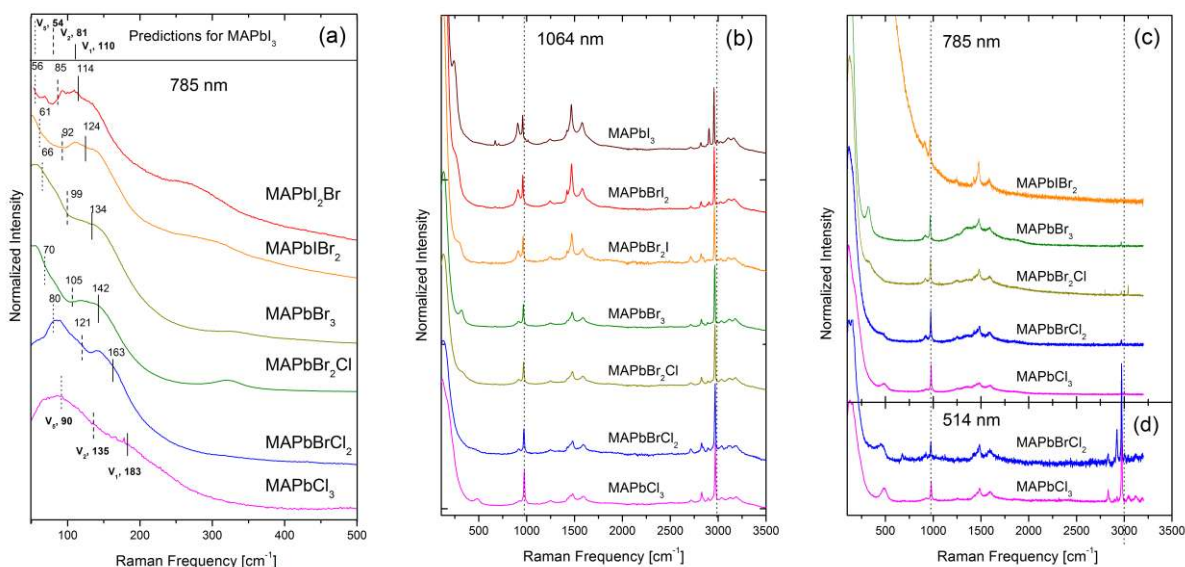 V₅, 54
V₂, 81
V₁, 110
Predictions for MAPbI₃
(a)
785 nm
56
85
114
61
92
124
66
99
134
70
105
142
80
121
163
V₅, 90
V₂, 135
V₁, 183
MAPbI₂Br
MAPbIBr₂
MAPbBr₃
MAPbBr₂Cl
MAPbBrCl₂
MAPbCl₃
Normalized Intensity
100 200 300 400 500
Raman Frequency [cm⁻¹]
1064 nm
(b)
MAPbI₃
MAPbBrI₂
MAPbBr₂I
MAPbBr₃
MAPbBr₂Cl
MAPbBrCl₂
MAPbCl₃
Normalized Intensity
500 1000 1500 2000 2500 3000 3500
Raman Frequency [cm⁻¹]
785 nm
(c)
MAPbIBr₂
MAPbBr₃
MAPbBr₂Cl
MAPbBrCl₂
MAPbCl₃
514 nm
(d)
MAPbBrCl₂
MAPbCl₃
Normalized Intensity
500 1000 1500 2000 2500 3000 3500
Raman Frequency [cm⁻¹]